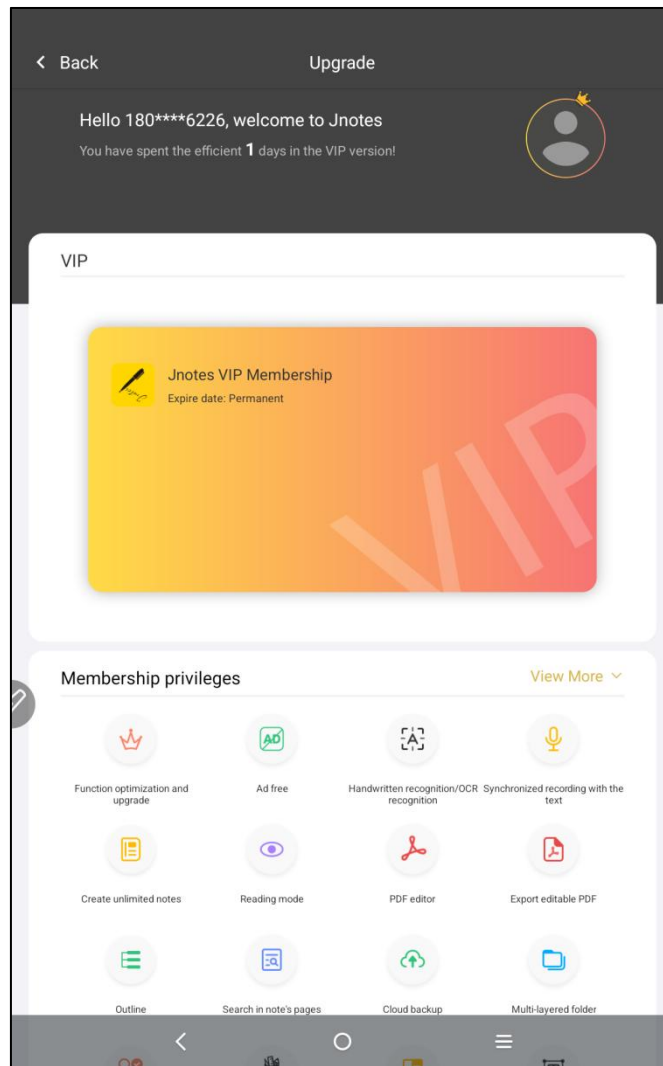 Back
Upgrade
Hello 180****6226, welcome to Jnotes
You have spent the efficient 1 days in the VIP version!
VIP
Jnotes VIP Membership
Expire date: Permanent
VIP
Membership privileges
View More
AD
A
Function optimization and
upgrade
Ad free
Handwritten recognition/OCR
recognition
Synchronized recording with the
text
Create unlimited notes
Reading mode
PDF editor
Export editable PDF
Outline
Search in note's pages
Cloud backup
Multi-layered folder